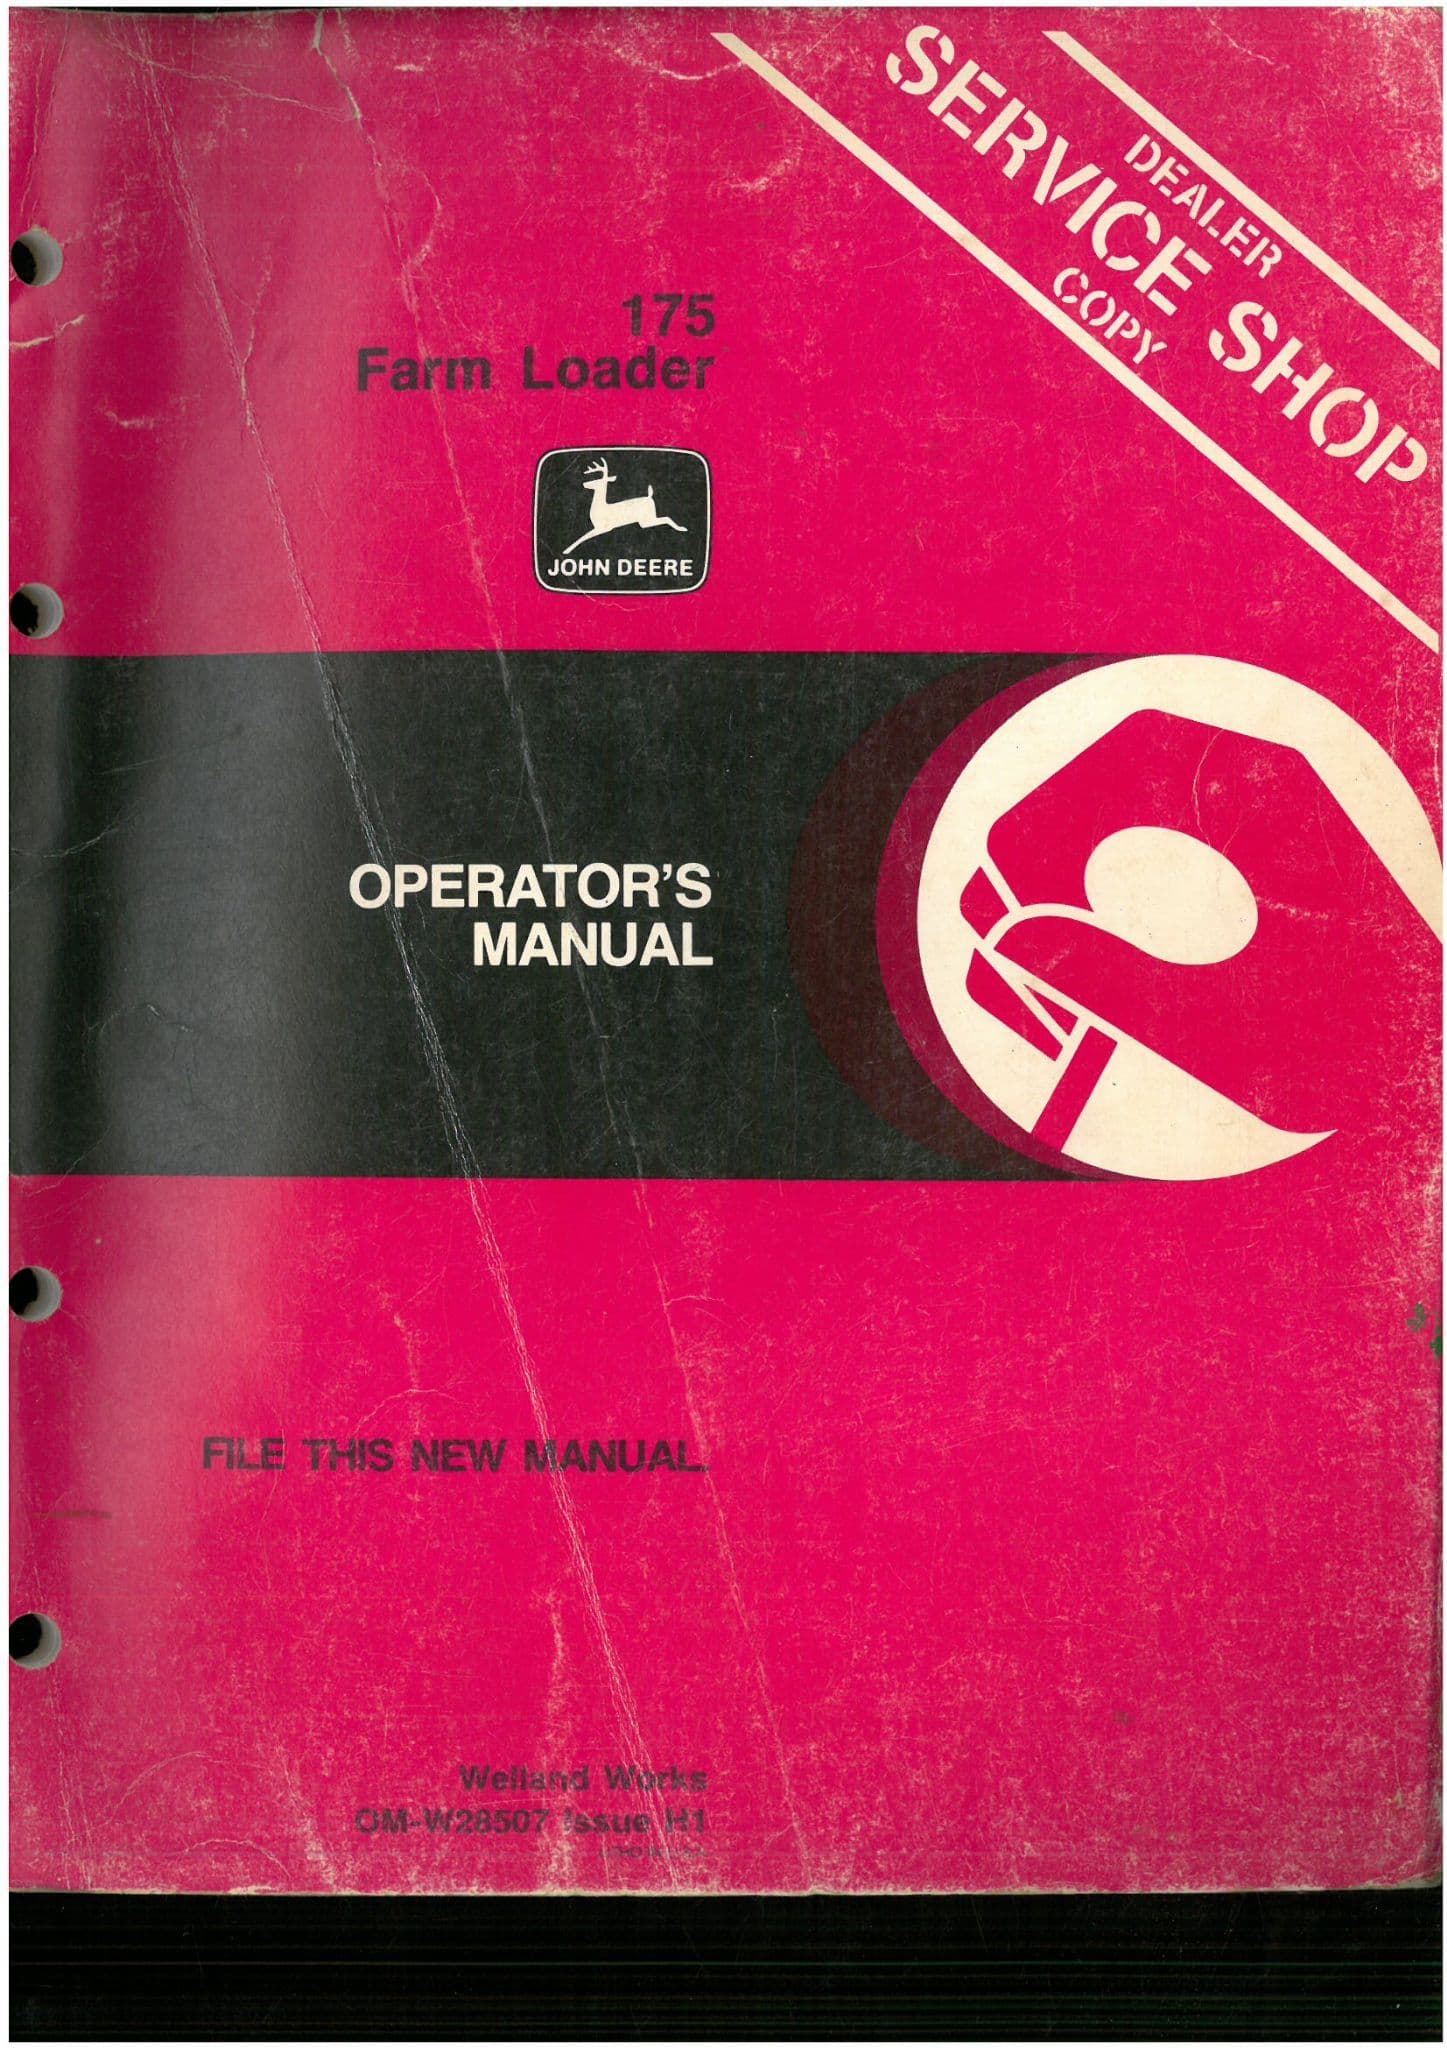 DEALER
SERVICE SHOP
COPY
175
Farm Loader
JOHN DEERE
OPERATOR'S
MANUAL
FILE THIS NEW MANUAL.
Welland Works
OM-W28507 Issue H1